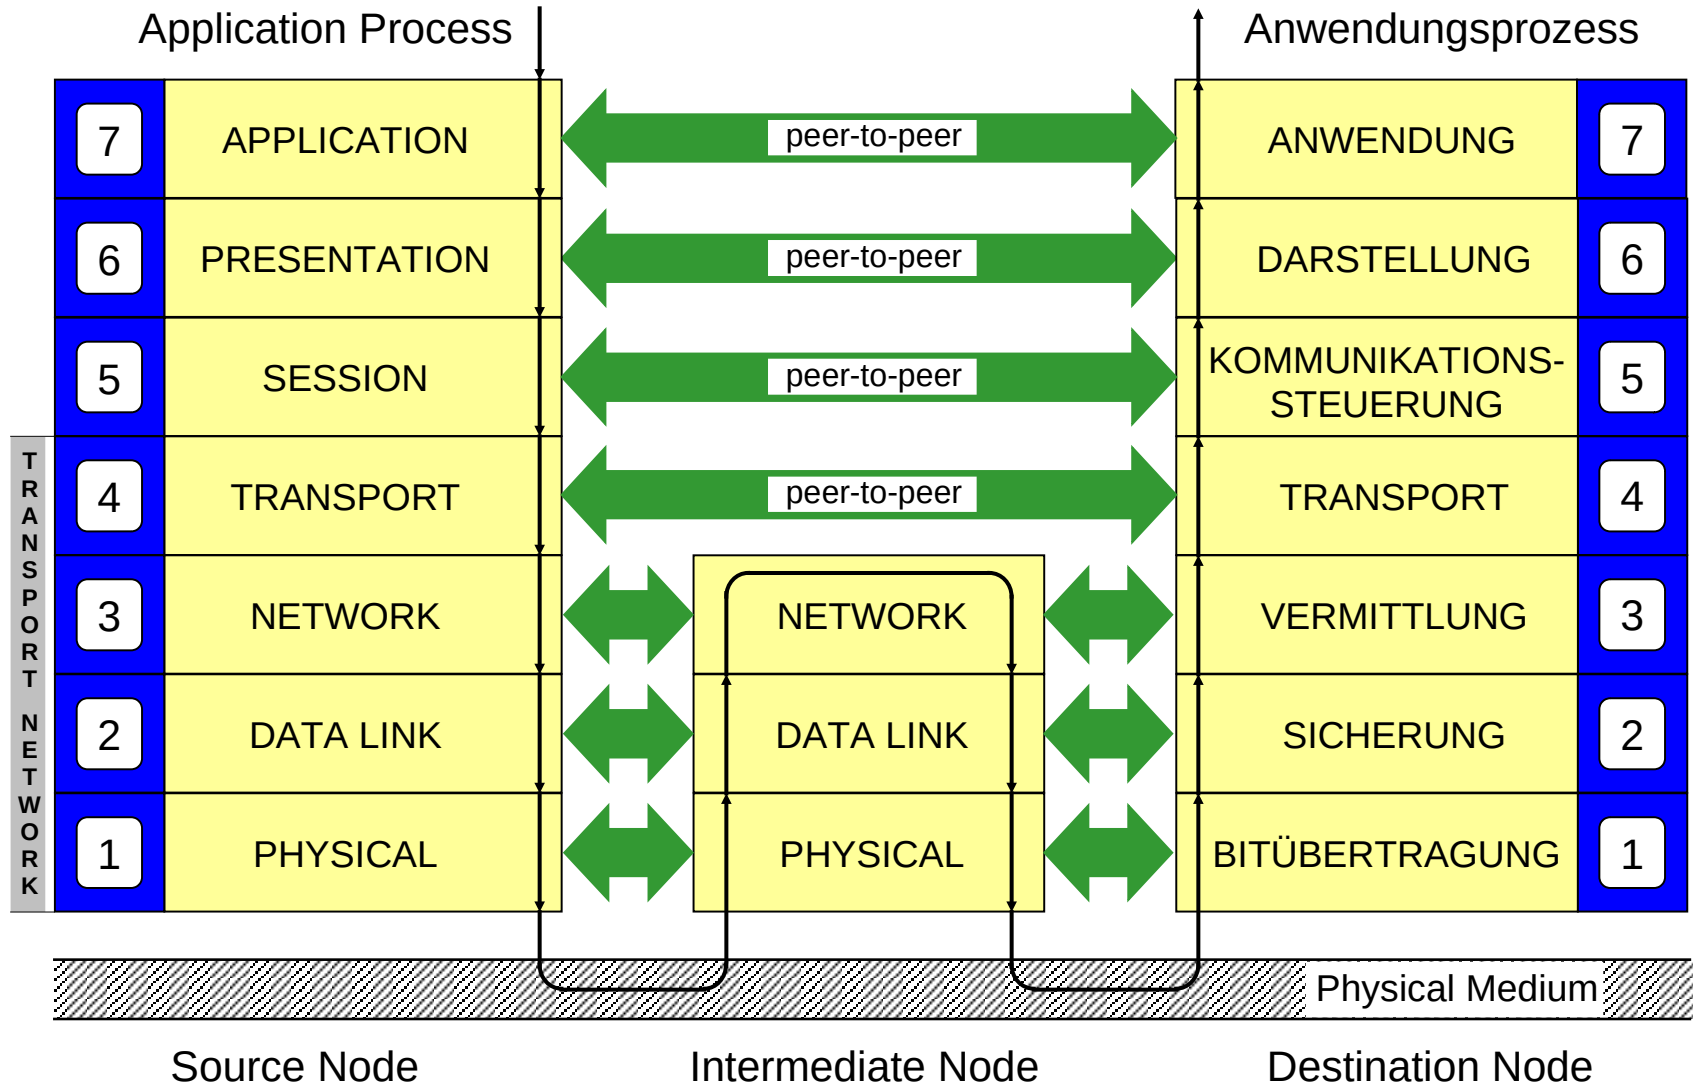 Application Process
Anwendungsprozess
7
APPLICATION
peer-to-peer
ANWENDUNG
7
6
PRESENTATION
peer-to-peer
DARSTELLUNG
6
5
SESSION
peer-to-peer
KOMMUNIKATIONS-
STEUERUNG
5
TRANSPORT NETWORK
4
TRANSPORT
peer-to-peer
TRANSPORT
4
3
NETWORK
NETWORK
VERMITTLUNG
3
2
DATA LINK
DATA LINK
SICHERUNG
2
1
PHYSICAL
PHYSICAL
BITÜBERTRAGUNG
1
Physical Medium
Source Node
Intermediate Node
Destination Node